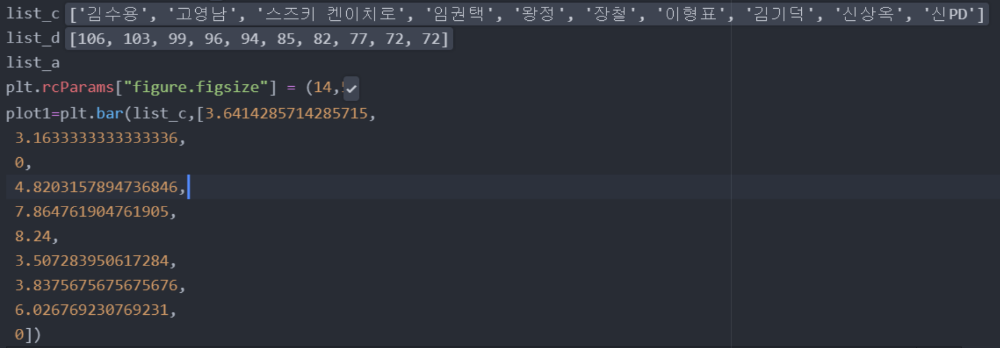 list_c ['김수용', '고영남', '스즈키 켄이치로', '임권택', '왕정', '장철', '이형표', '김기덕', '신상옥', '신PD']
list_d [106, 103, 99, 96, 94, 85, 82, 77, 72, 72]
list_a
plt.rcParams["figure.figsize"] = (14,
plot1=plt.bar(list_c,[3.6414285714285715,
3.1633333333333336,
0,
4.8203157894736846,
7.864761904761905,
8.24,
3.507283950617284,
3.8375675675675676,
6.026769230769231,
0])